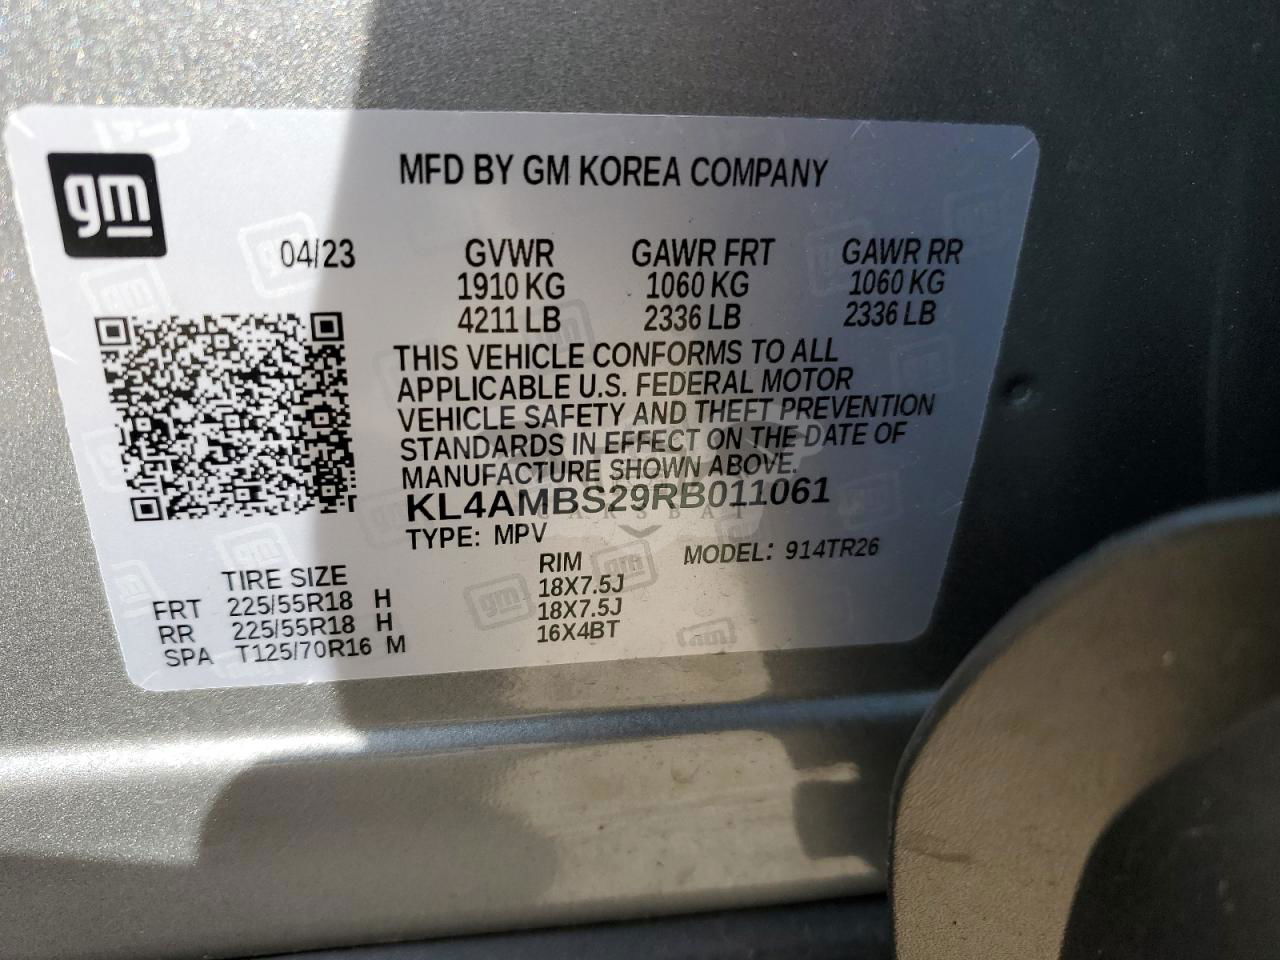 gm
MFD BY GM KOREA COMPANY
04/23 GVWR GAWR FRT GAWR RR
1910 KG 1060 KG 1060 KG
4211 LB 2336 LB 2336 LB
THIS VEHICLE CONFORMS TO ALL
APPLICABLE U.S. FEDERAL MOTOR
VEHICLE SAFETY AND THEFT PREVENTION
STANDARDS IN EFFECT ON THE DATE OF
MANUFACTURE SHOWN ABOVE.
KL4AMBS29RB011061
TYPE: MPV MODEL: 914TR26
TIRE SIZE RIM
FRT 225/55R18 H 18X7.5J
RR 225/55R18 H 18X7.5J
SPA T125/70R16 M 16X4BT